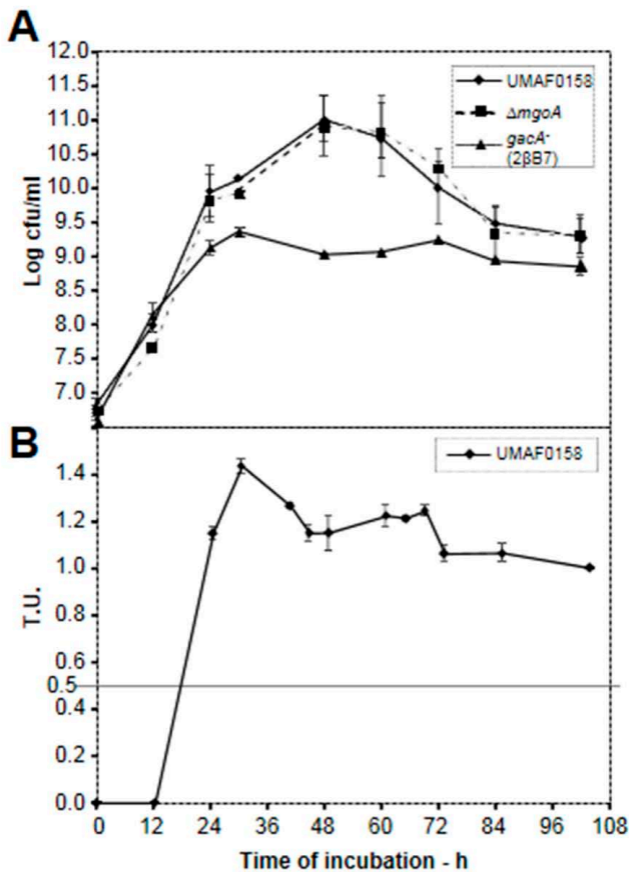 A
12.0
11.5
11.0
10.5
10.0
9.5
9.0
8.5
8.0
7.5
7.0
Log cfu/ml
UMAF0158
ΔmgoA
gacA-
(2βB7)
B
1.4
1.2
1.0
0.8
0.6
0.5
0.4
0.2
0.0
T.U.
UMAF0158
0 12 24 36 48 60 72 84 96 108
Time of incubation - h